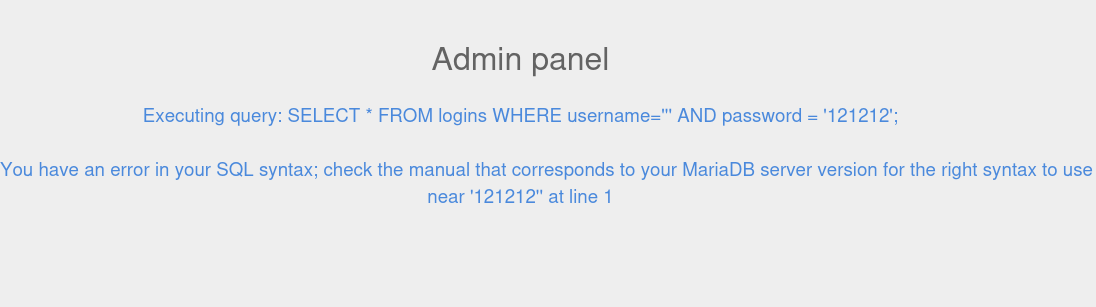 Admin panel
Executing query: SELECT * FROM logins WHERE username=''' AND password = '121212';
You have an error in your SQL syntax; check the manual that corresponds to your MariaDB server version for the right syntax to use
near '121212'' at line 1